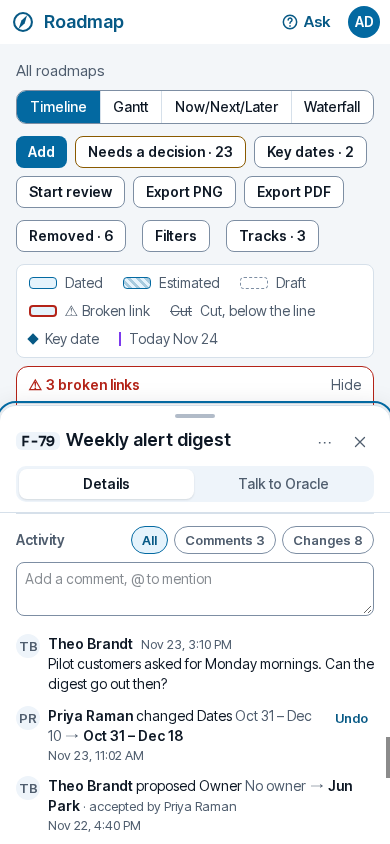 Roadmap
Ask
AD
All roadmaps
Timeline
Gantt
Now/Next/Later
Waterfall
Add
Needs a decision · 23
Key dates · 2
Start review
Export PNG
Export PDF
Removed · 6
Filters
Tracks · 3
Dated
Estimated
Draft
⚠ Broken link
Cut
Cut, below the line
Key date
Today Nov 24
⚠ 3 broken links
Hide
F-79 Weekly alert digest
···
Details
Talk to Oracle
Activity
All
Comments 3
Changes 8
Add a comment, @ to mention
TB
Theo Brandt Nov 23, 3:10 PM
Pilot customers asked for Monday mornings. Can the
digest go out then?
PR
Priya Raman changed Dates Oct 31 – Dec
10 → Oct 31 – Dec 18
Undo
Nov 23, 11:02 AM
TB
Theo Brandt proposed Owner No owner → Jun
Park · accepted by Priya Raman
Nov 22, 4:40 PM